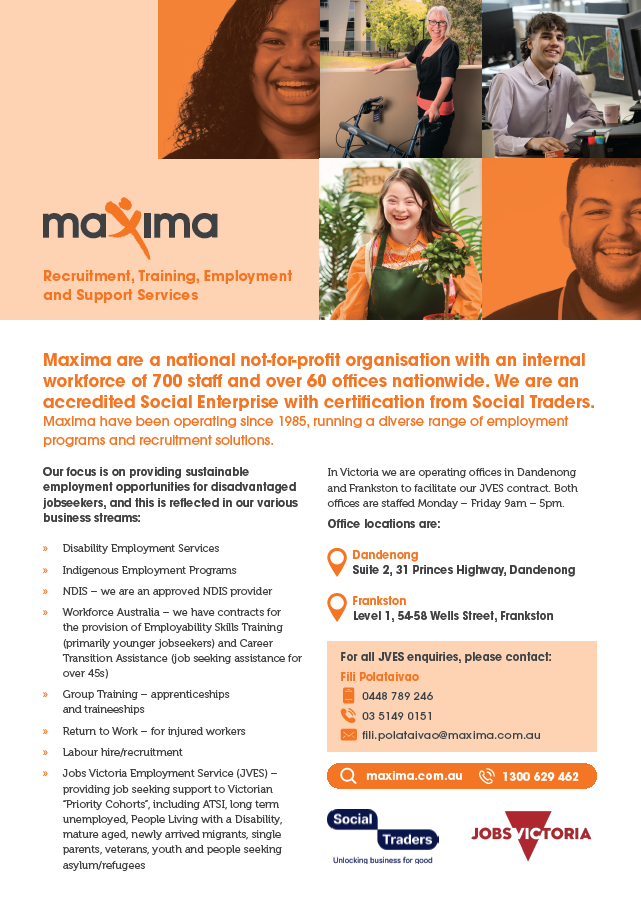 OPEN
maxima
Recruitment, Training, Employment
and Support Services
Maxima are a national not-for-profit organisation with an internal
workforce of 700 staff and over 60 offices nationwide. We are an
accredited Social Enterprise with certification from Social Traders.
Maxima have been operating since 1985, running a diverse range of employment
programs and recruitment solutions.
Our focus is on providing sustainable
employment opportunities for disadvantaged
jobseekers, and this is reflected in our various
business streams:
» Disability Employment Services
» Indigenous Employment Programs
» NDIS – we are an approved NDIS provider
» Workforce Australia – we have contracts for
the provision of Employability Skills Training
(primarily younger jobseekers) and Career
Transition Assistance (job seeking assistance for
over 45s)
» Group Training – apprenticeships
and traineeships
» Return to Work – for injured workers
» Labour hire/recruitment
» Jobs Victoria Employment Service (JVES) –
providing job seeking support to Victorian
"Priority Cohorts", including ATSI, long term
unemployed, People Living with a Disability,
mature aged, newly arrived migrants, single
parents, veterans, youth and people seeking
asylum/refugees
In Victoria we are operating offices in Dandenong
and Frankston to facilitate our JVES contract. Both
offices are staffed Monday – Friday 9am – 5pm.
Office locations are:
Dandenong
Suite 2, 31 Princes Highway, Dandenong
Frankston
Level 1, 54-58 Wells Street, Frankston
For all JVES enquiries, please contact:
Fili Polataivao
0448 789 246
03 5149 0151
fili.polataivao@maxima.com.au
maxima.com.au 1300 629 462
Social
Traders
Unlocking business for good
JOBS VICTORIA